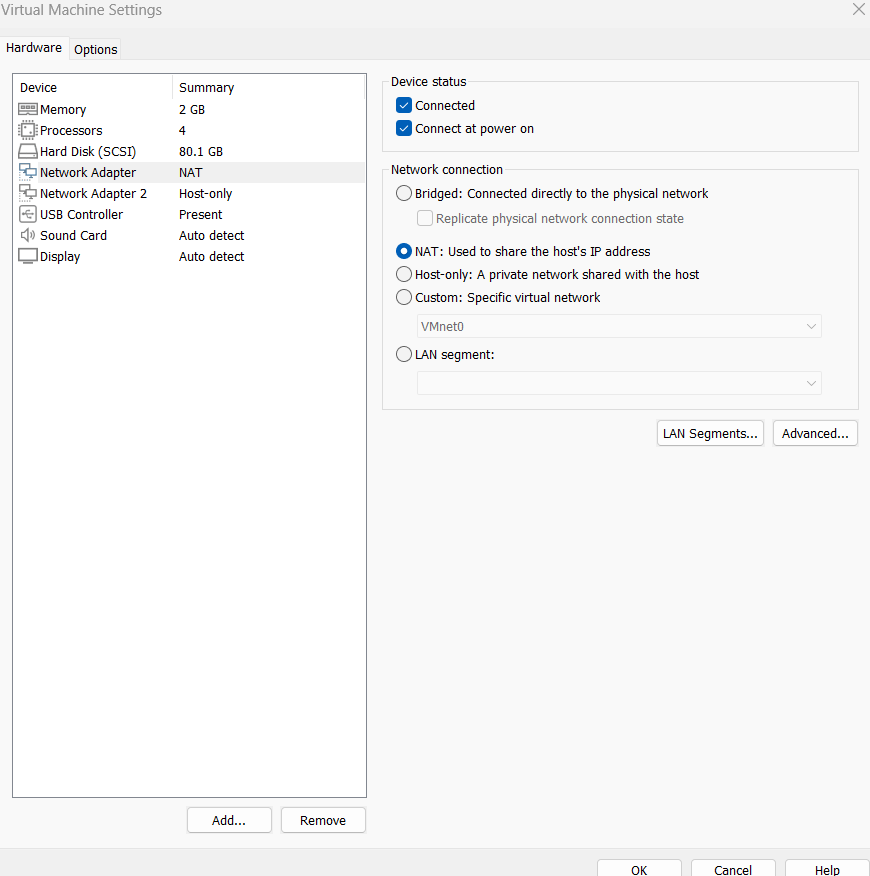 Virtual Machine Settings
Hardware
Options
Device Summary
Memory 2 GB
Processors 4
Hard Disk (SCSI) 80.1 GB
Network Adapter NAT
Network Adapter 2 Host-only
USB Controller Present
Sound Card Auto detect
Display Auto detect
Add...
Remove
Device status
Connected
Connect at power on
Network connection
Bridged: Connected directly to the physical network
Replicate physical network connection state
NAT: Used to share the host's IP address
Host-only: A private network shared with the host
Custom: Specific virtual network
VMnet0
LAN segment:
LAN Segments...
Advanced...
OK
Cancel
Help